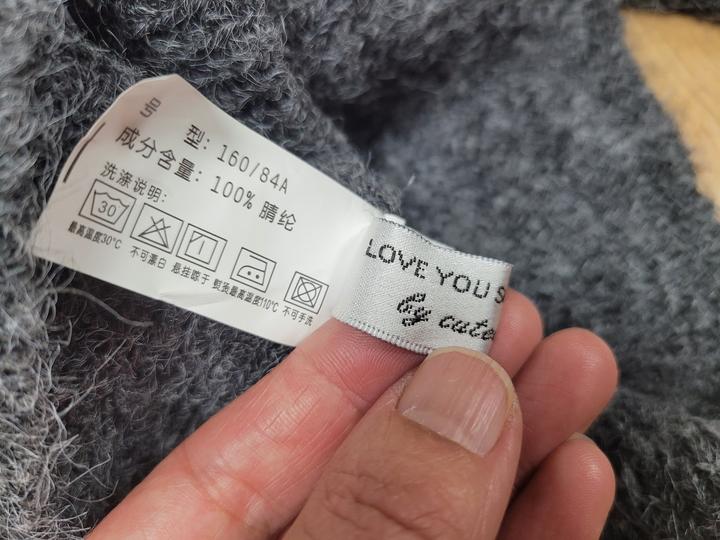 号型: 160/84A
成分含量: 100% 腈纶
洗涤说明:
30
最高温度30°C 不可漂白 悬挂晾干 熨烫最高温度110°C 不可手洗
LOVE YOU S
by cute